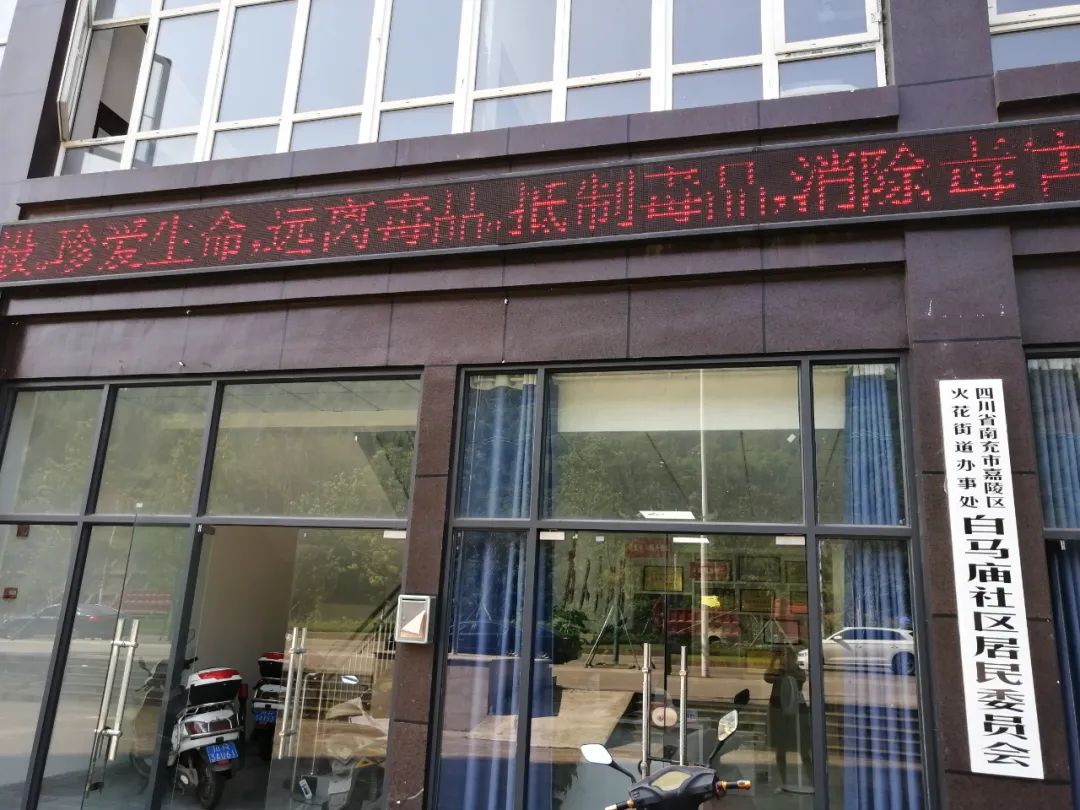 珍爱生命,远离毒品,抵制毒品,消除毒害
四川省南充市嘉陵区
火花街道办事处
白马庙社区居民委员会